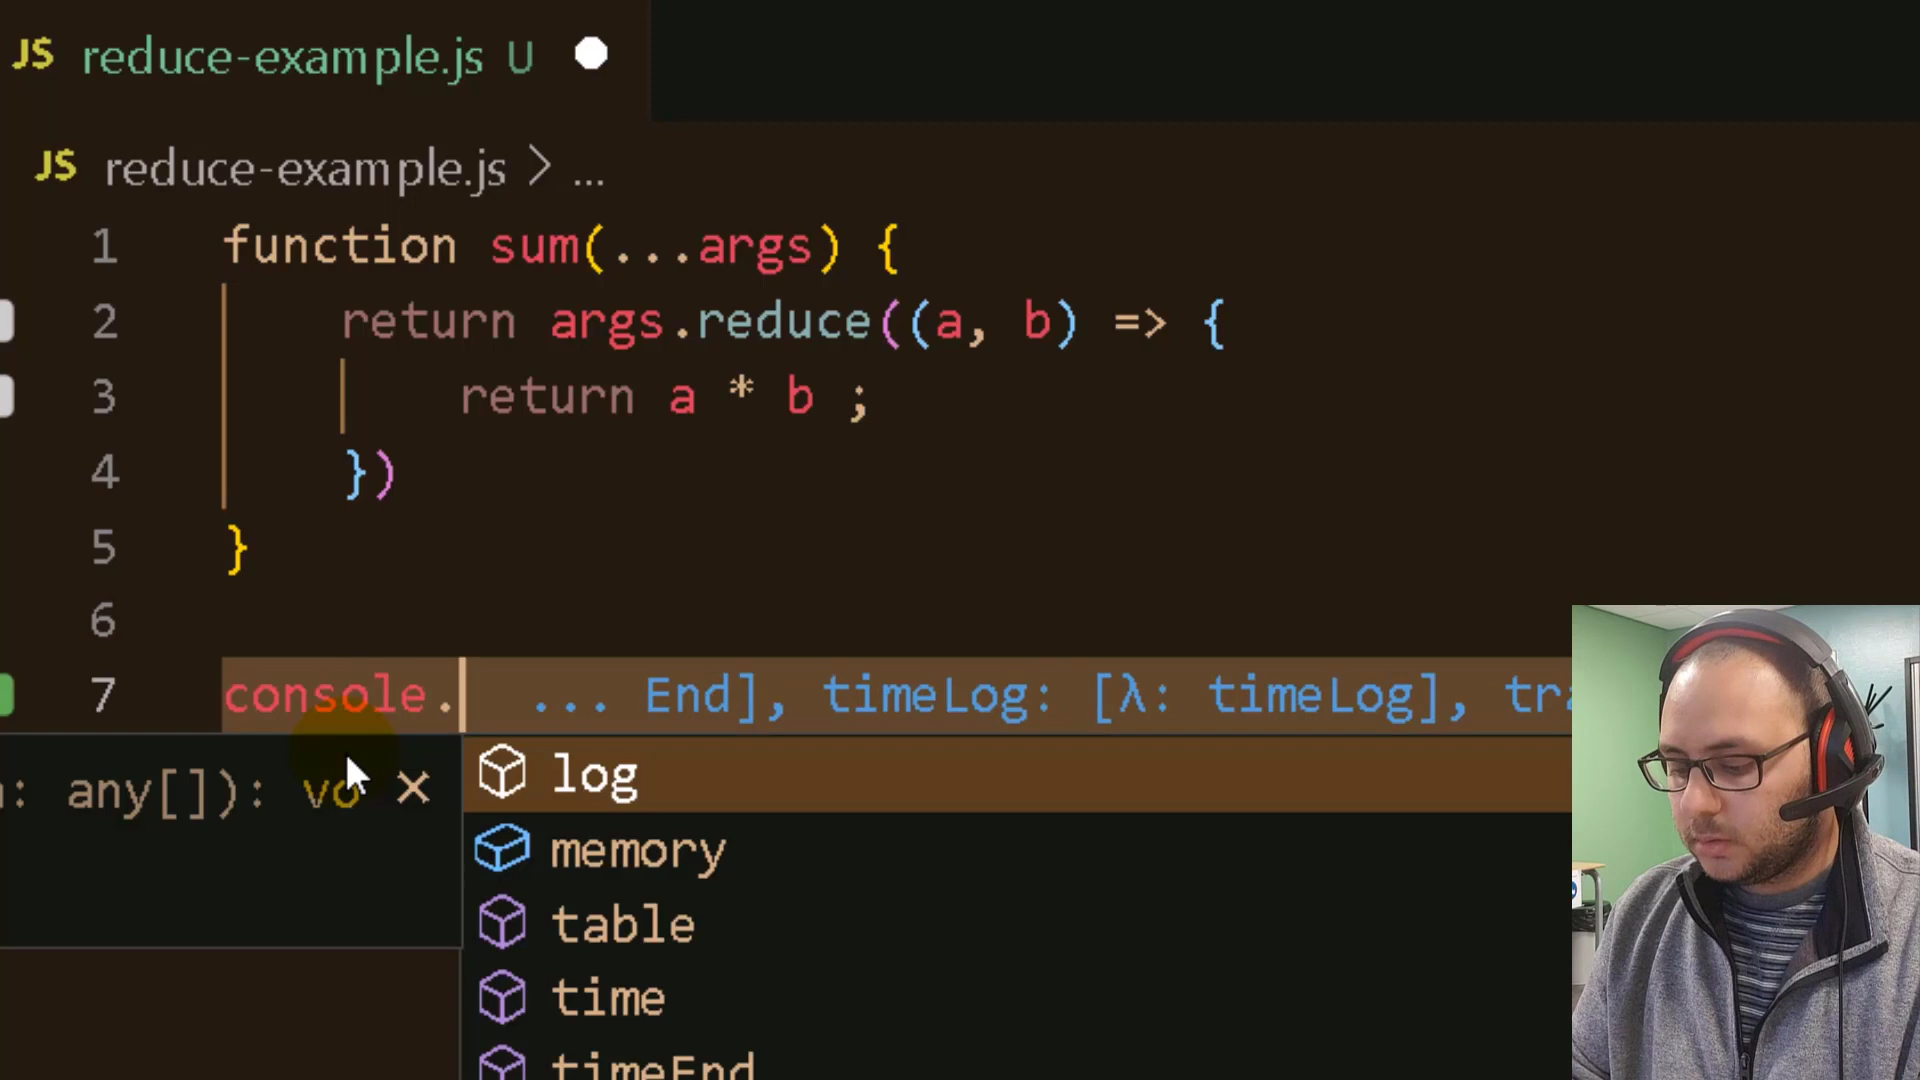 JS reduce-example.js U
JS reduce-example.js > ...
1 function sum(...args) {
2 return args.reduce((a, b) => {
3 return a * b ;
4 })
5 }
6
7 console. ... End], timeLog: [λ: timeLog], tr
: any[]): vo ×
log
memory
table
time
timeEnd